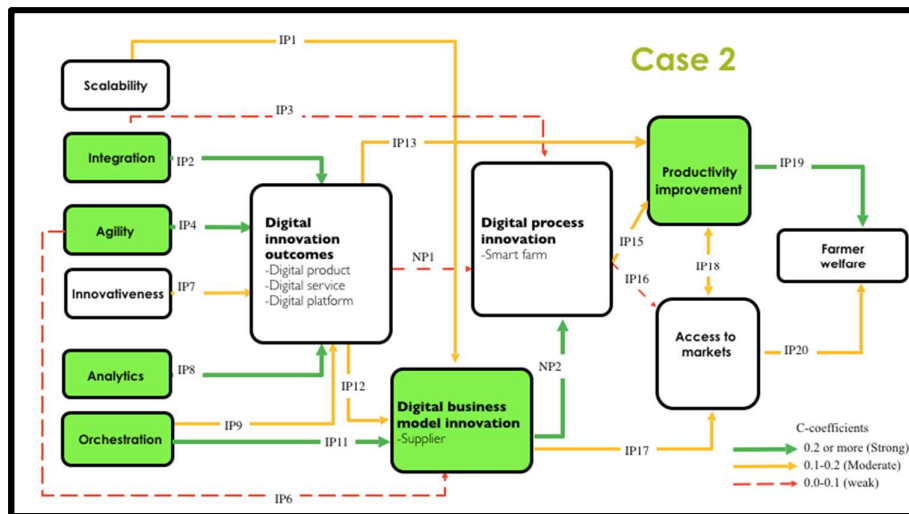 Case 2
IP1
Scalability
IP3
Integration
IP2
IP13
Productivity
improvement
IP19
Agility
IP4
Digital
innovation
outcomes
-Digital product
-Digital service
-Digital platform
NP1
Digital process
innovation
-Smart farm
IP15
IP16
IP18
Farmer
welfare
Innovativeness
IP7
Access to
markets
IP20
Analytics
IP8
IP12
NP2
Orchestration
IP9
IP11
Digital business
model innovation
-Supplier
IP17
IP6
C-coefficients
0.2 or more (Strong)
0.1-0.2 (Moderate)
0.0-0.1 (weak)